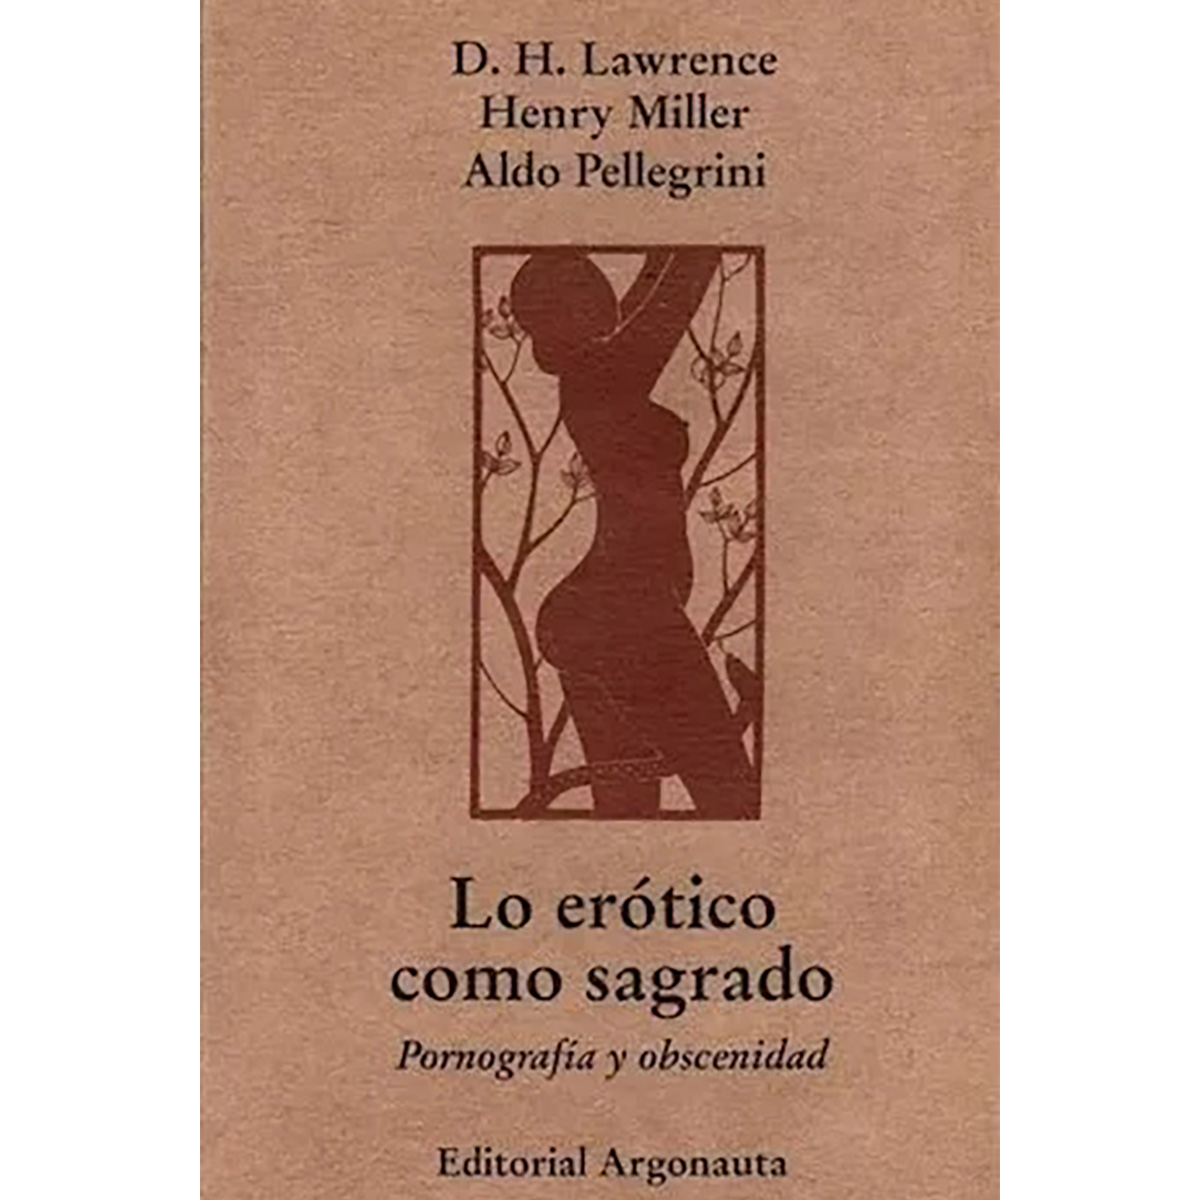 D. H. Lawrence
Henry Miller
Aldo Pellegrini
Lo erótico
como sagrado
Pornografía y obscenidad
Editorial Argonauta